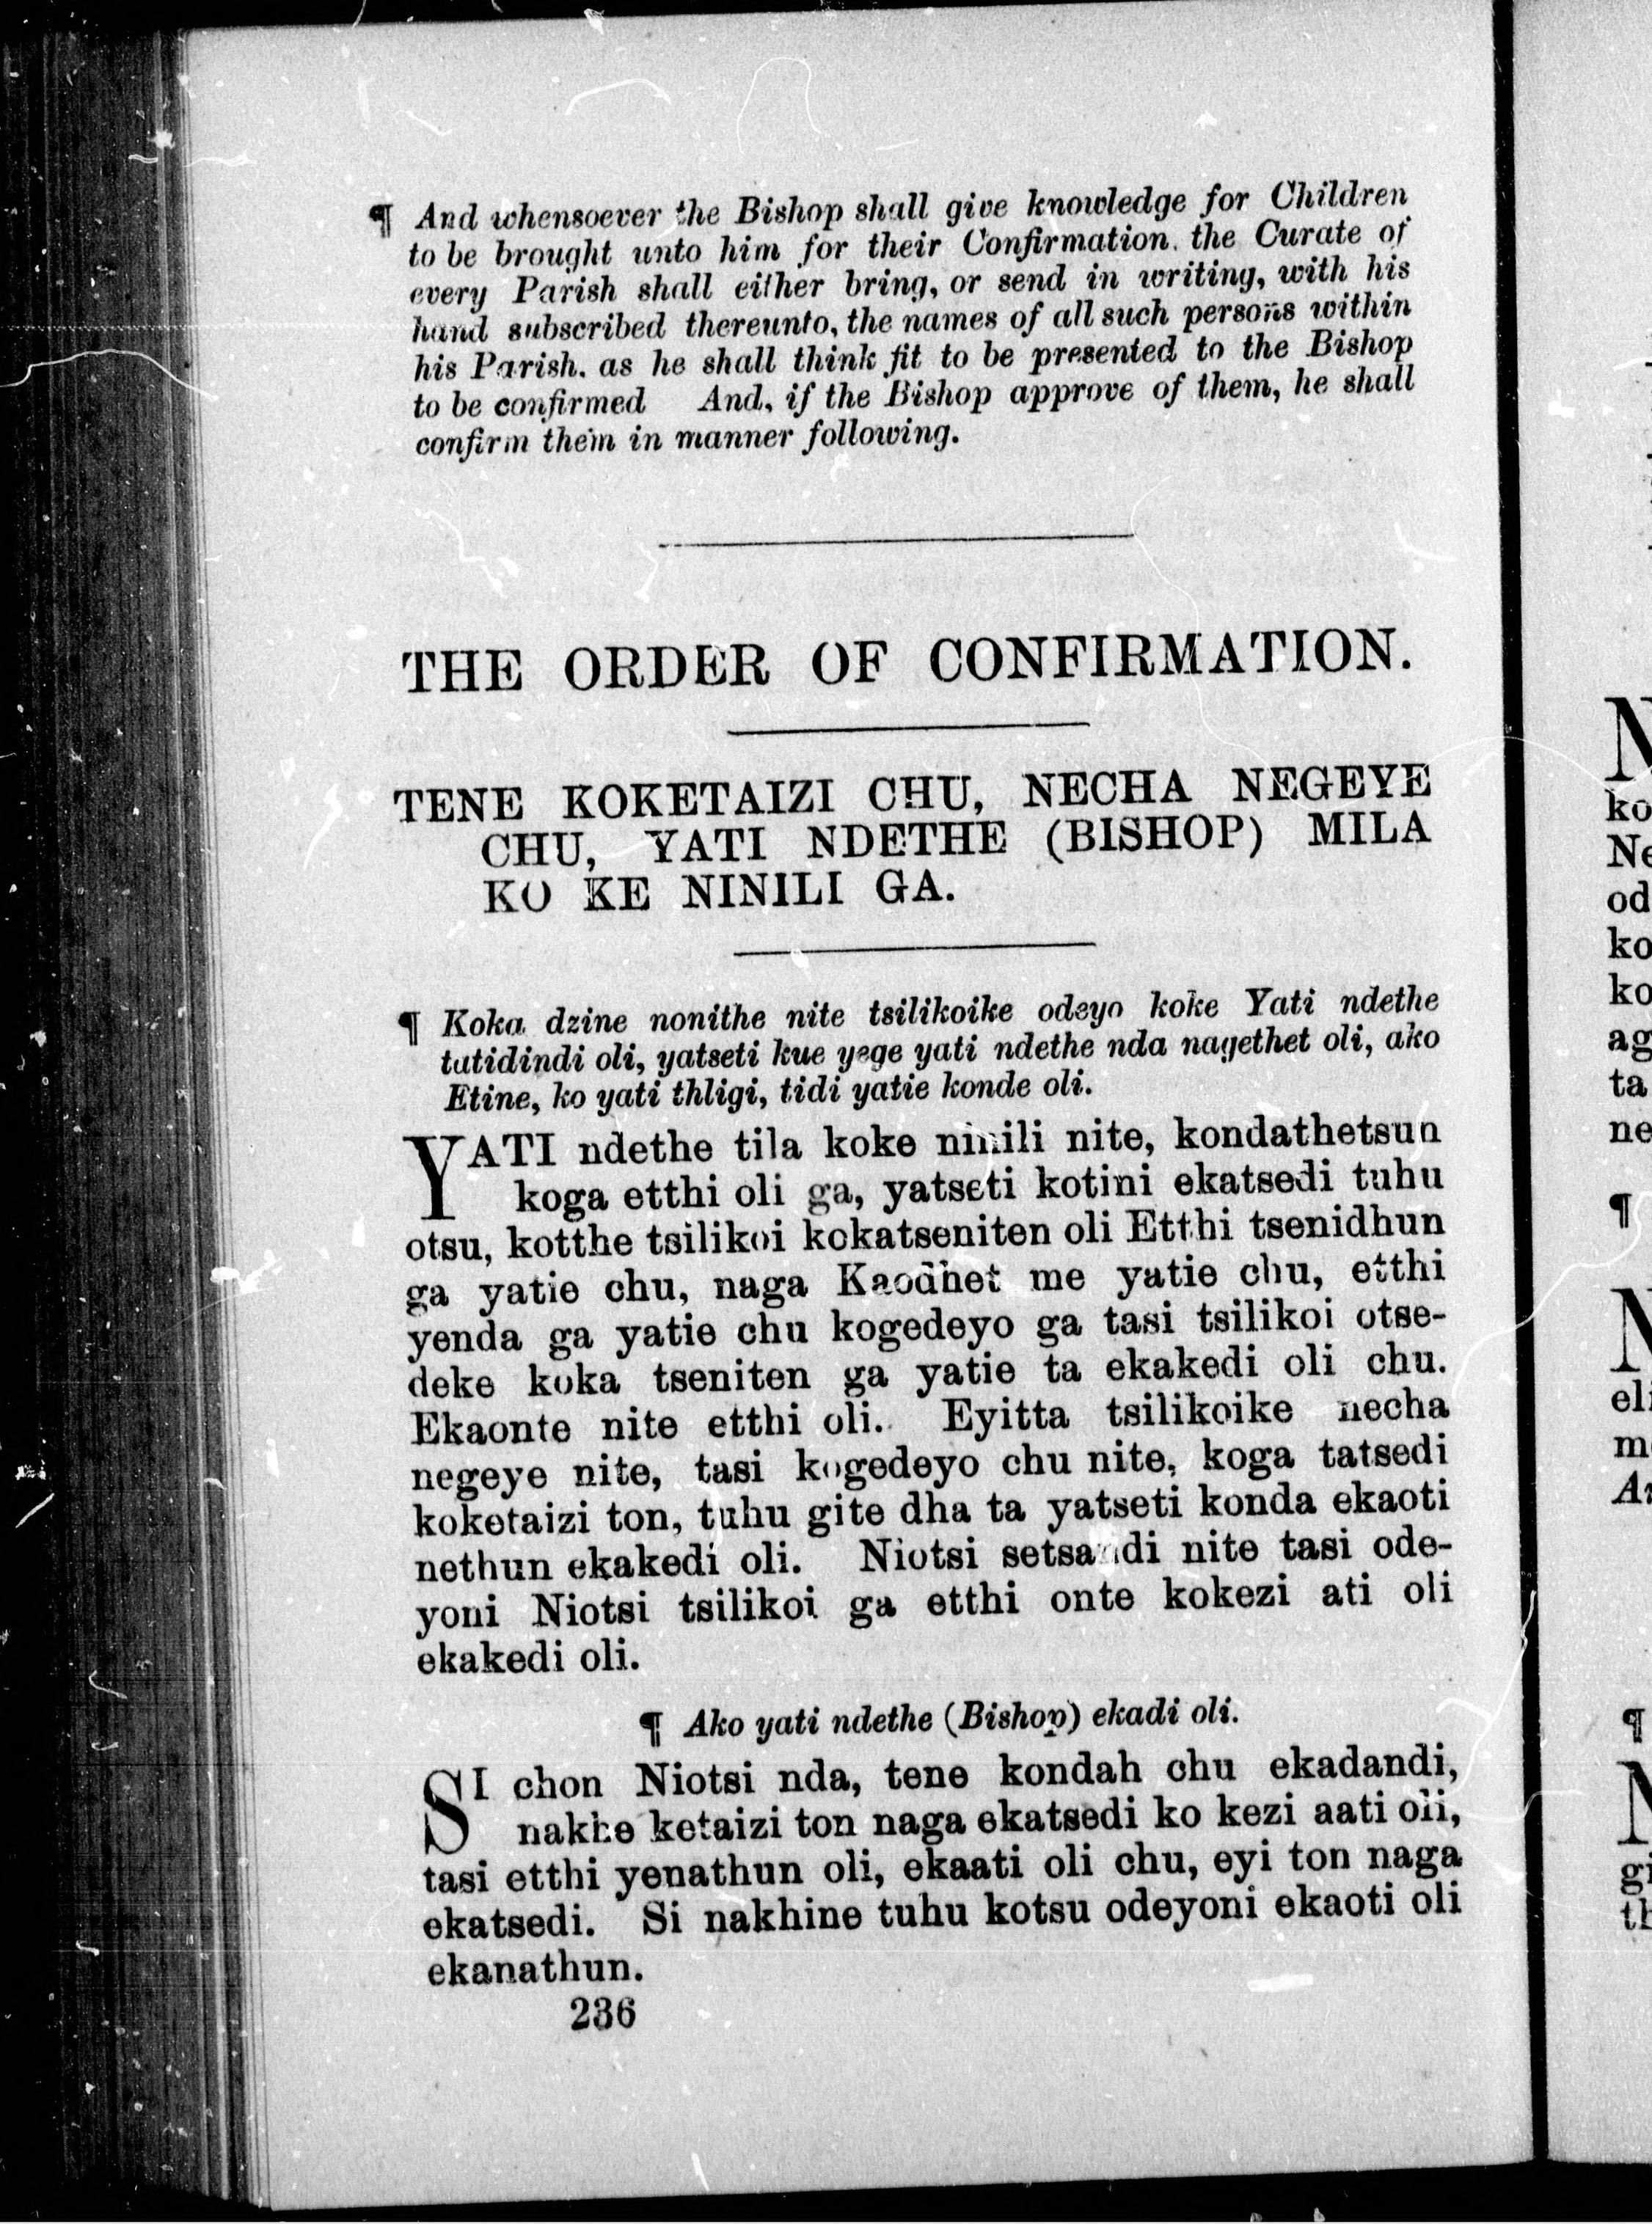 ¶ And whensoever the Bishop shall give knowledge for Children
to be brought unto him for their Confirmation, the Curate of
every Parish shall either bring, or send in writing, with his
hand subscribed thereunto, the names of all such persons within
his Parish, as he shall think fit to be presented to the Bishop
to be confirmed And, if the Bishop approve of them, he shall
confirm them in manner following.
THE ORDER OF CONFIRMATION.
TENE KOKETAIZI CHU, NECHA NEGEYE
CHU, YATI NDETHE (BISHOP) MILA
KO KE NINILI GA.
¶ Koka dzine nonithe nite tsilikoike odeyo koke Yati ndethe
tutidindi oli, yatseti kue yege yati ndethe nda nagethet oli, ako
Etine, ko yati thligi, tidi yatie konde oli.
YATI ndethe tila koke ninili nite, kondathetsun
koga etthi oli ga, yatseti kotini ekatsedi tuhu
otsu, kotthe tsilikoi kokatseniten oli Etthi tsenidhun
ga yatie chu, naga Kaodhet me yatie chu, etthi
yenda ga yatie chu kogedeyo ga tasi tsilikoi otse-
deke koka tseniten ga yatie ta ekakedi oli chu.
Ekaonte nite etthi oli. Eyitta tsilikoike necha
negeye nite, tasi kogedeyo chu nite, koga tatsedi
koketaizi ton, tuhu gite dha ta yatseti konda ekaoti
nethun ekakedi oli. Niotsi setsandi nite tasi ode-
yoni Niotsi tsilikoi ga etthi onte kokezi ati oli
ekakedi oli.
¶ Ako yati ndethe (Bishop) ekadi oli.
SI chon Niotsi nda, tene kondah chu ekadandi,
nakhe ketaizi ton naga ekatsedi ko kezi aati oli,
tasi etthi yenathun oli, ekaati oli chu, eyi ton naga
ekatsedi. Si nakhine tuhu kotsu odeyoni ekaoti oli
ekanathun.
236
N
ko
Ne
od
ko
ko
ag
ta
ne
¶
N
eli
m
¶
N
gi